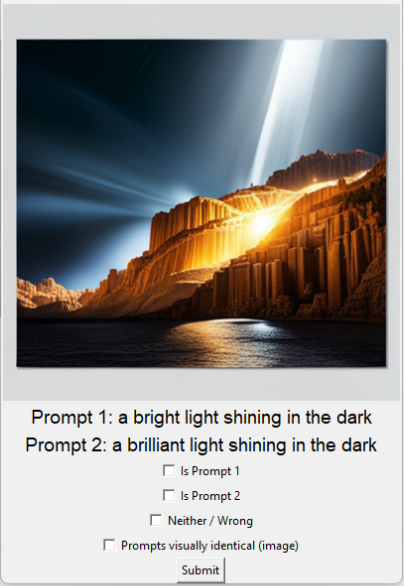 Prompt 1: a bright light shining in the dark
Prompt 2: a brilliant light shining in the dark
Is Prompt 1
Is Prompt 2
Neither / Wrong
Prompts visually identical (image)
Submit